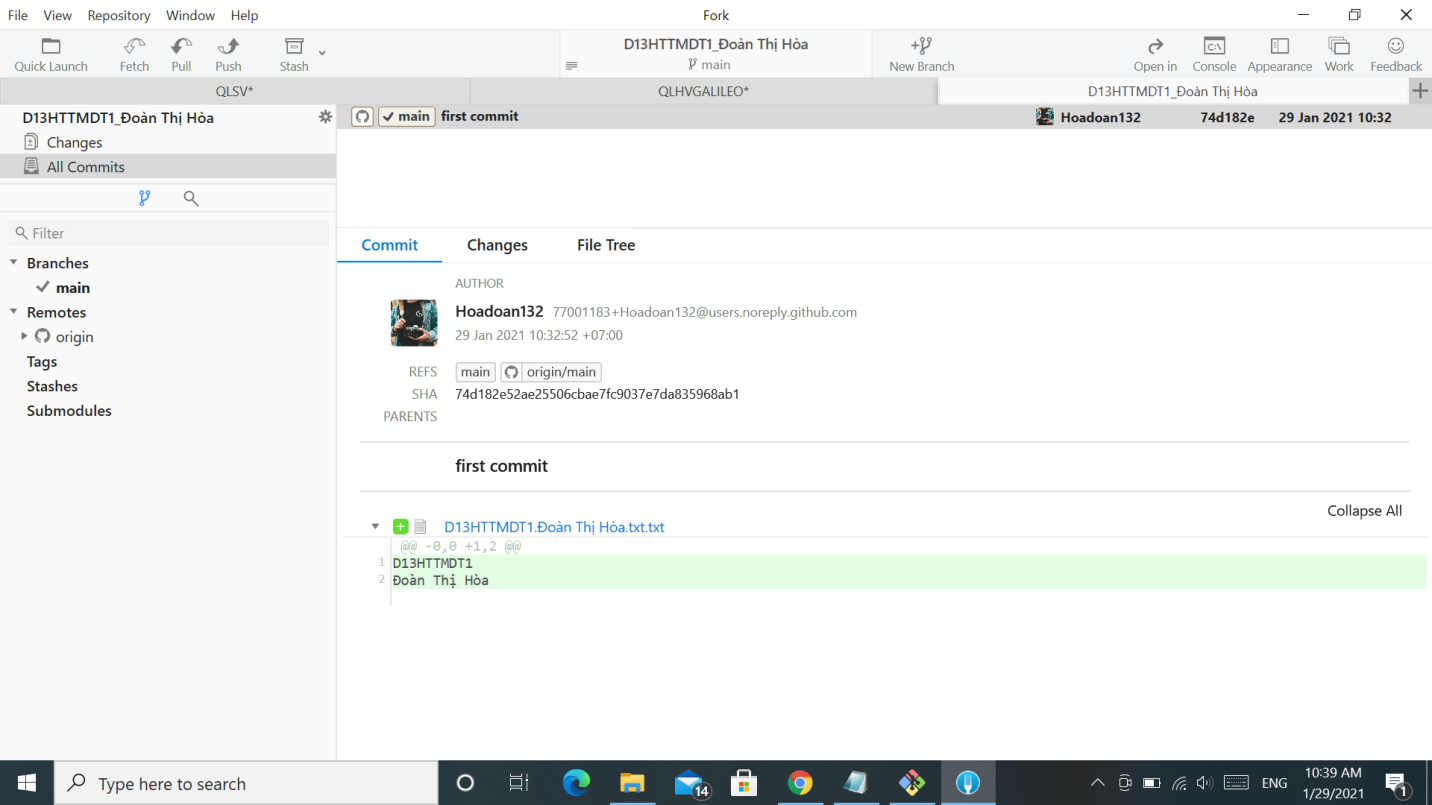 File View Repository Window Help
Fork
Quick Launch
Fetch
Pull
Push
Stash
D13HTTMDT1_Đoàn Thị Hòa
main
New Branch
Open in
Console
Appearance
Work
Feedback
QLSV*
QLHVGALILEO*
D13HTTMDT1_Đoàn Thị Hòa
D13HTTMDT1_Đoàn Thị Hòa
Changes
All Commits
Filter
Branches
main
Remotes
origin
Tags
Stashes
Submodules
main first commit Hoadoan132 74d182e 29 Jan 2021 10:32
Commit Changes File Tree
AUTHOR
Hoadoan132 77001183+Hoadoan132@users.noreply.github.com
29 Jan 2021 10:32:52 +07:00
REFS main origin/main
SHA 74d182e52ae25506cbae7fc9037e7da835968ab1
PARENTS
first commit
Collapse All
D13HTTMDT1.Đoàn Thị Hòa.txt.txt
@@ -0,0 +1,2 @@
1 D13HTTMDT1
2 Đoàn Thị Hòa
C:\
Type here to search
14
ENG
10:39 AM
1/29/2021
1